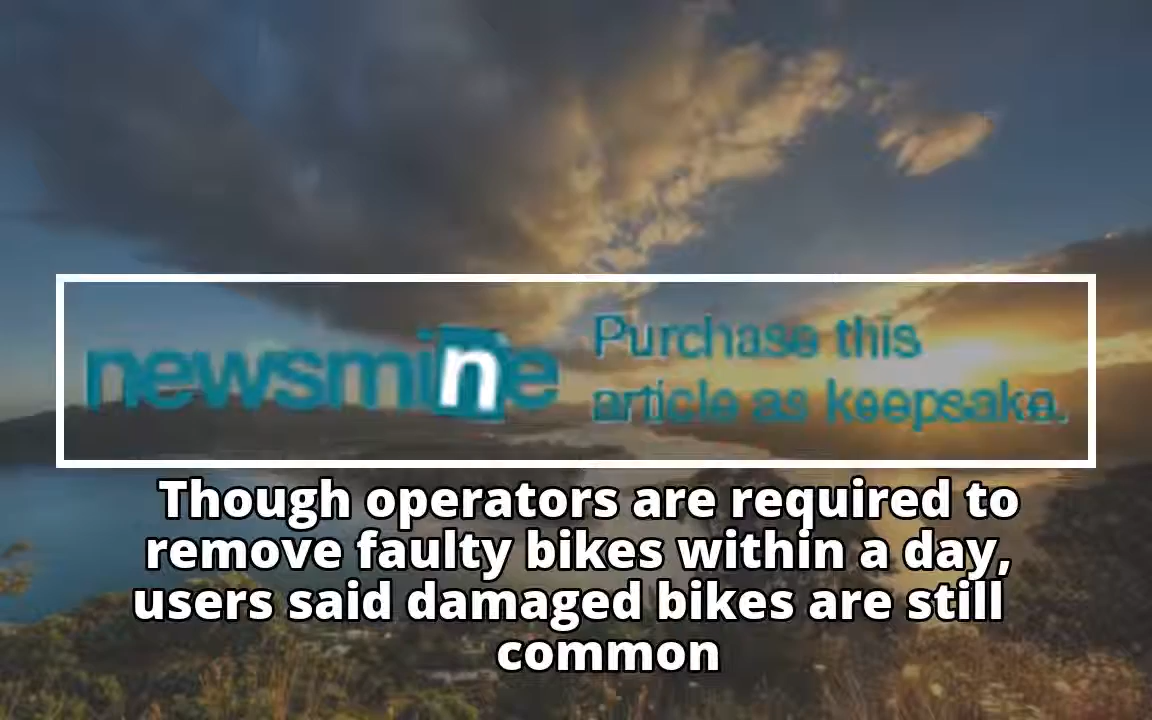 newsmine
Purchase this
article as keepsake.
Though operators are required to
remove faulty bikes within a day,
users said damaged bikes are still
common